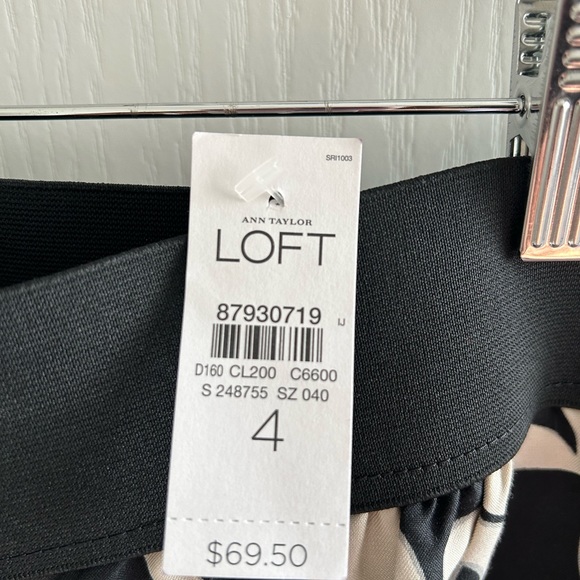 SRI1003
ANN TAYLOR
LOFT
87930719
IJ
D160 CL200 C6600
S 248755 SZ 040
4
$69.50